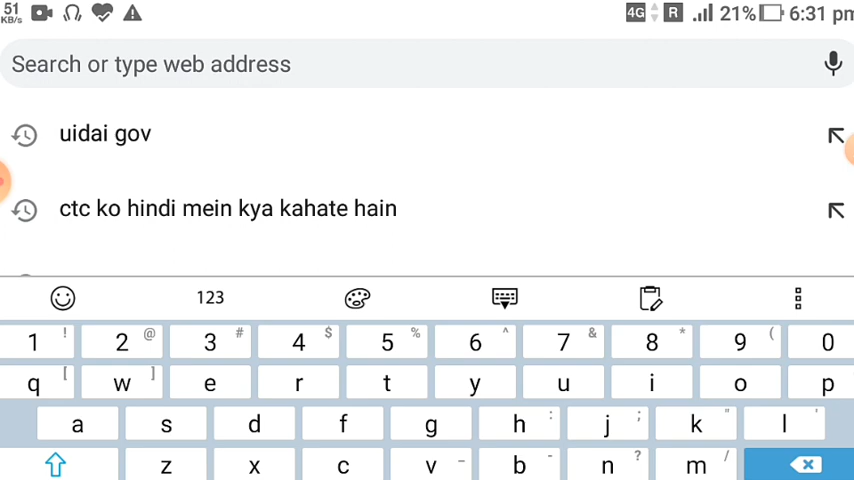 51
KB/s
4G R 21% 6:31 pm
Search or type web address
uidai gov
ctc ko hindi mein kya kahate hain
123
1 ! 2 @ 3 # 4 $ 5 % 6 ^ 7 & 8 * 9 ( 0
q [ w ] e r t y u i o p
a s d f g h : j ; k " l '
z x c v _ b - n ? m /